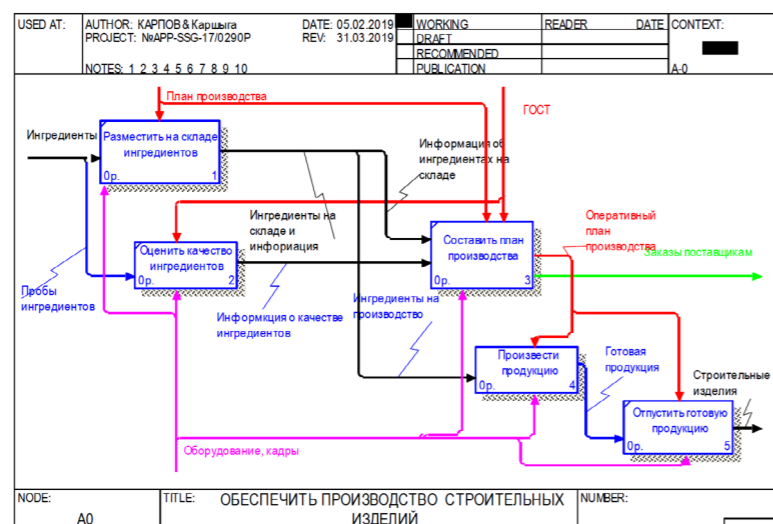 USED AT:
AUTHOR: КАРПОВ & Каршыга
DATE: 05.02.2019
WORKING
READER
DATE
CONTEXT:
PROJECT: №APP-SSG-17/0290P
REV: 31.03.2019
DRAFT
RECOMMENDED
NOTES: 1 2 3 4 5 6 7 8 9 10
PUBLICATION
A-0
План производства
ГОСТ
Ингредиенты
Разместить на складе
ингредиентов
0р.
1
Информация об
ингредиентах на
складе
Ингредиенты на
складе и
инфориация
Оперативный
план
производства
Оценить качество
ингредиентов
0р.
2
Составить план
производства
0р.
3
Заказы поставщикам
Пробы
ингредиентов
Информкция о качестве
ингредиентов
Ингредиенты на
производство
Произвести
продукцию
0р.
4
Готовая
продукция
Строительные
изделия
Отпустить готовую
продукцию
0р.
5
Оборудование, кадры
NODE:
TITLE:
ОБЕСПЕЧИТЬ ПРОИЗВОДСТВО СТРОИТЕЛЬНЫХ
ИЗДЕЛИЙ
NUMBER:
A0